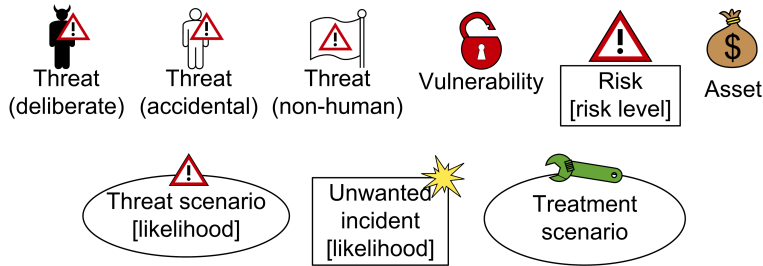 Threat
(deliberate)
Threat
(accidental)
Threat
(non-human)
Vulnerability
Risk
[risk level]
$
Asset
Threat scenario
[likelihood]
Unwanted
incident
[likelihood]
Treatment
scenario